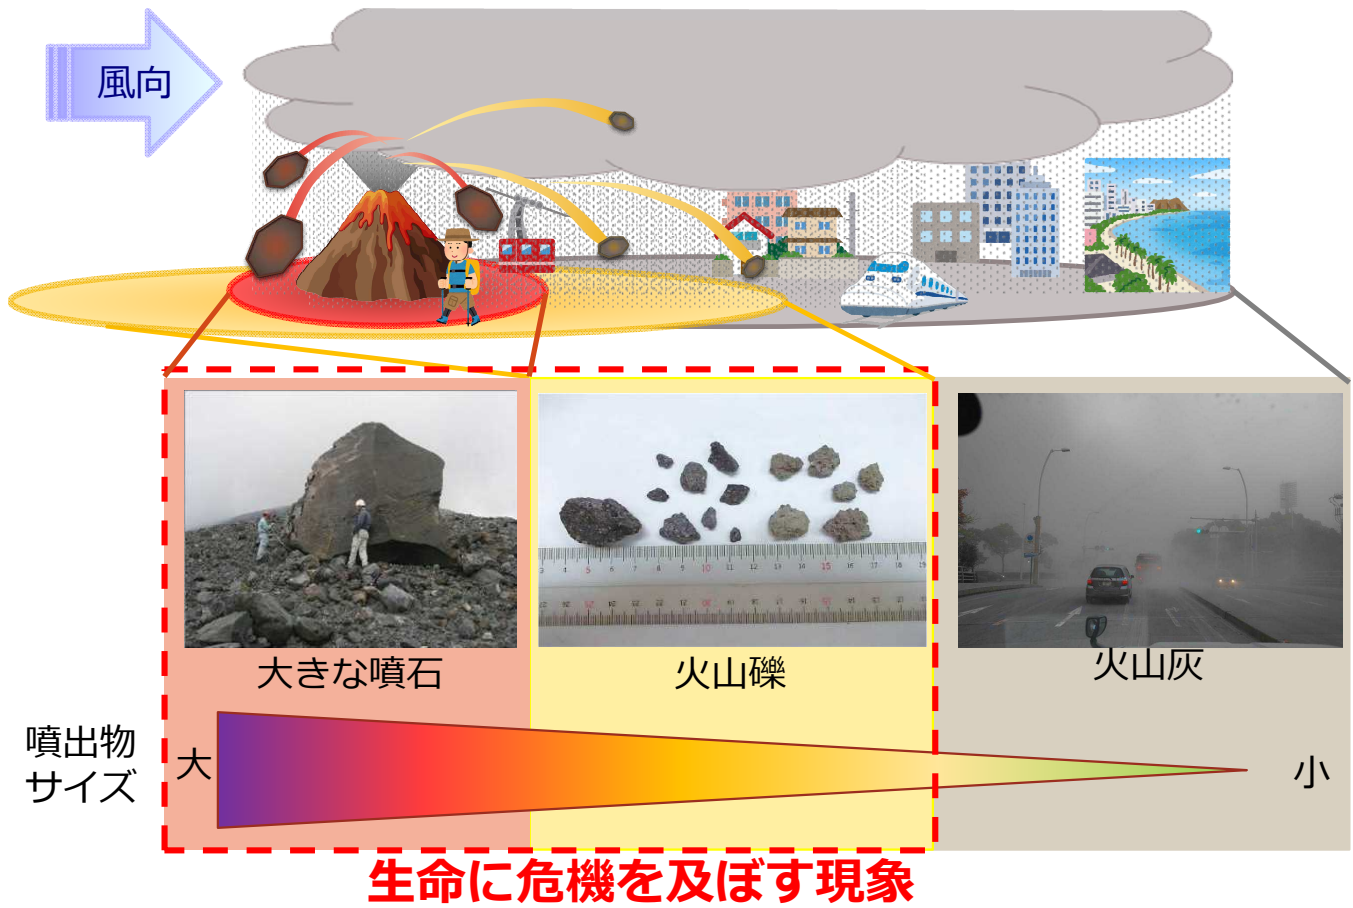 風向
大きな噴石
火山礫
火山灰
噴出物
サイズ
大
小
生命に危機を及ぼす現象